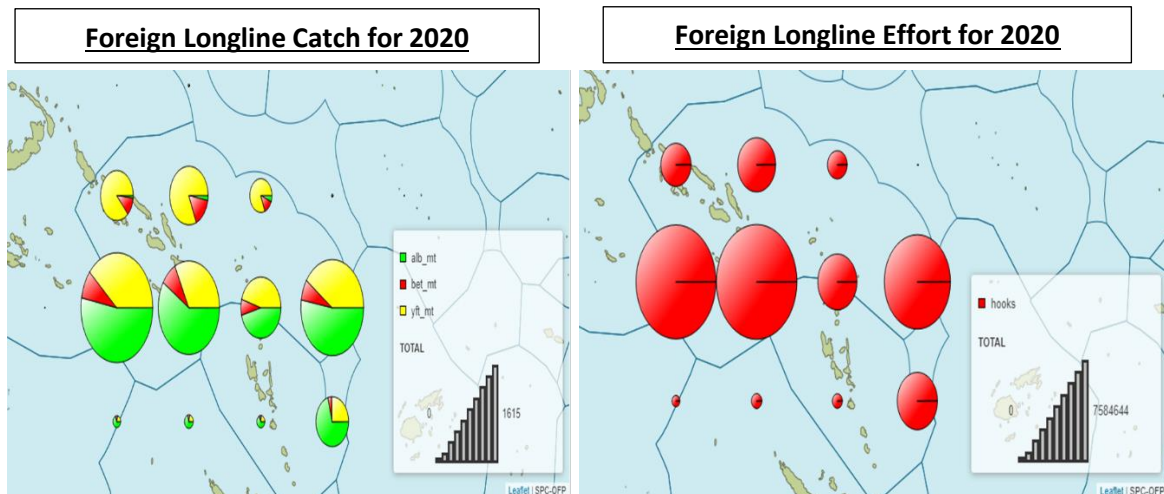 Foreign Longline Catch for 2020
alb_mt
bet_mt
yft_mt
TOTAL
0
1615
Leaflet | SPC-OFP
Foreign Longline Effort for 2020
hooks
TOTAL
0
7584644
Leaflet | SPC-OFP